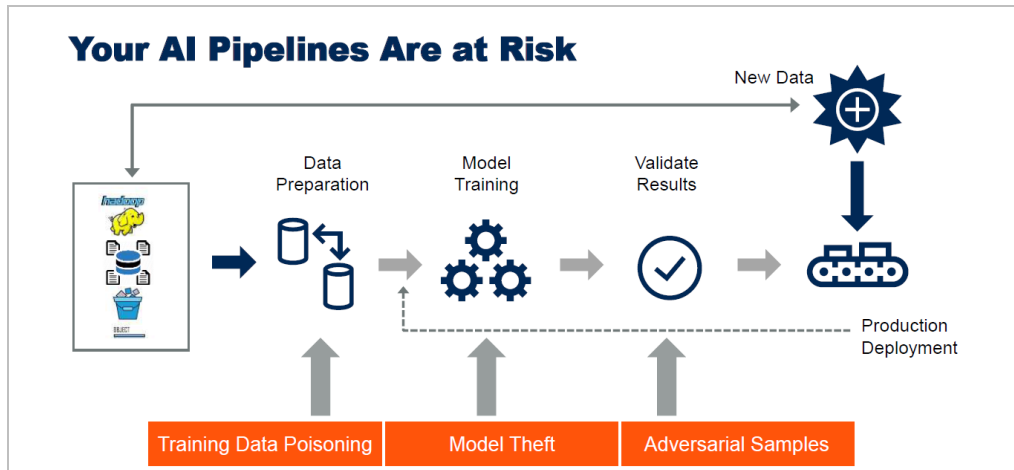 Your AI Pipelines Are at Risk
New Data
Data
Preparation
Model
Training
Validate
Results
hadoop
OBJECT
Production
Deployment
Training Data Poisoning
Model Theft
Adversarial Samples